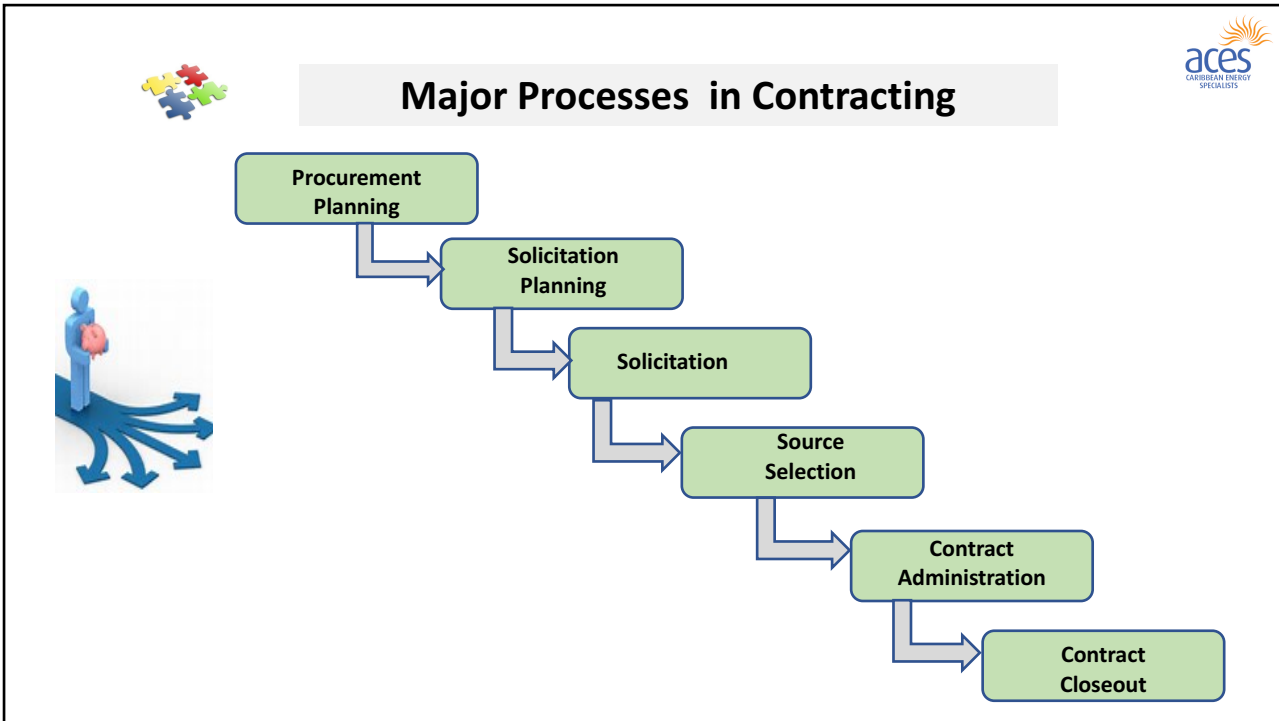 aces
CARIBBEAN ENERGY
SPECIALISTS
Major Processes in Contracting
Procurement
Planning
Solicitation
Planning
Solicitation
Source
Selection
Contract
Administration
Contract
Closeout